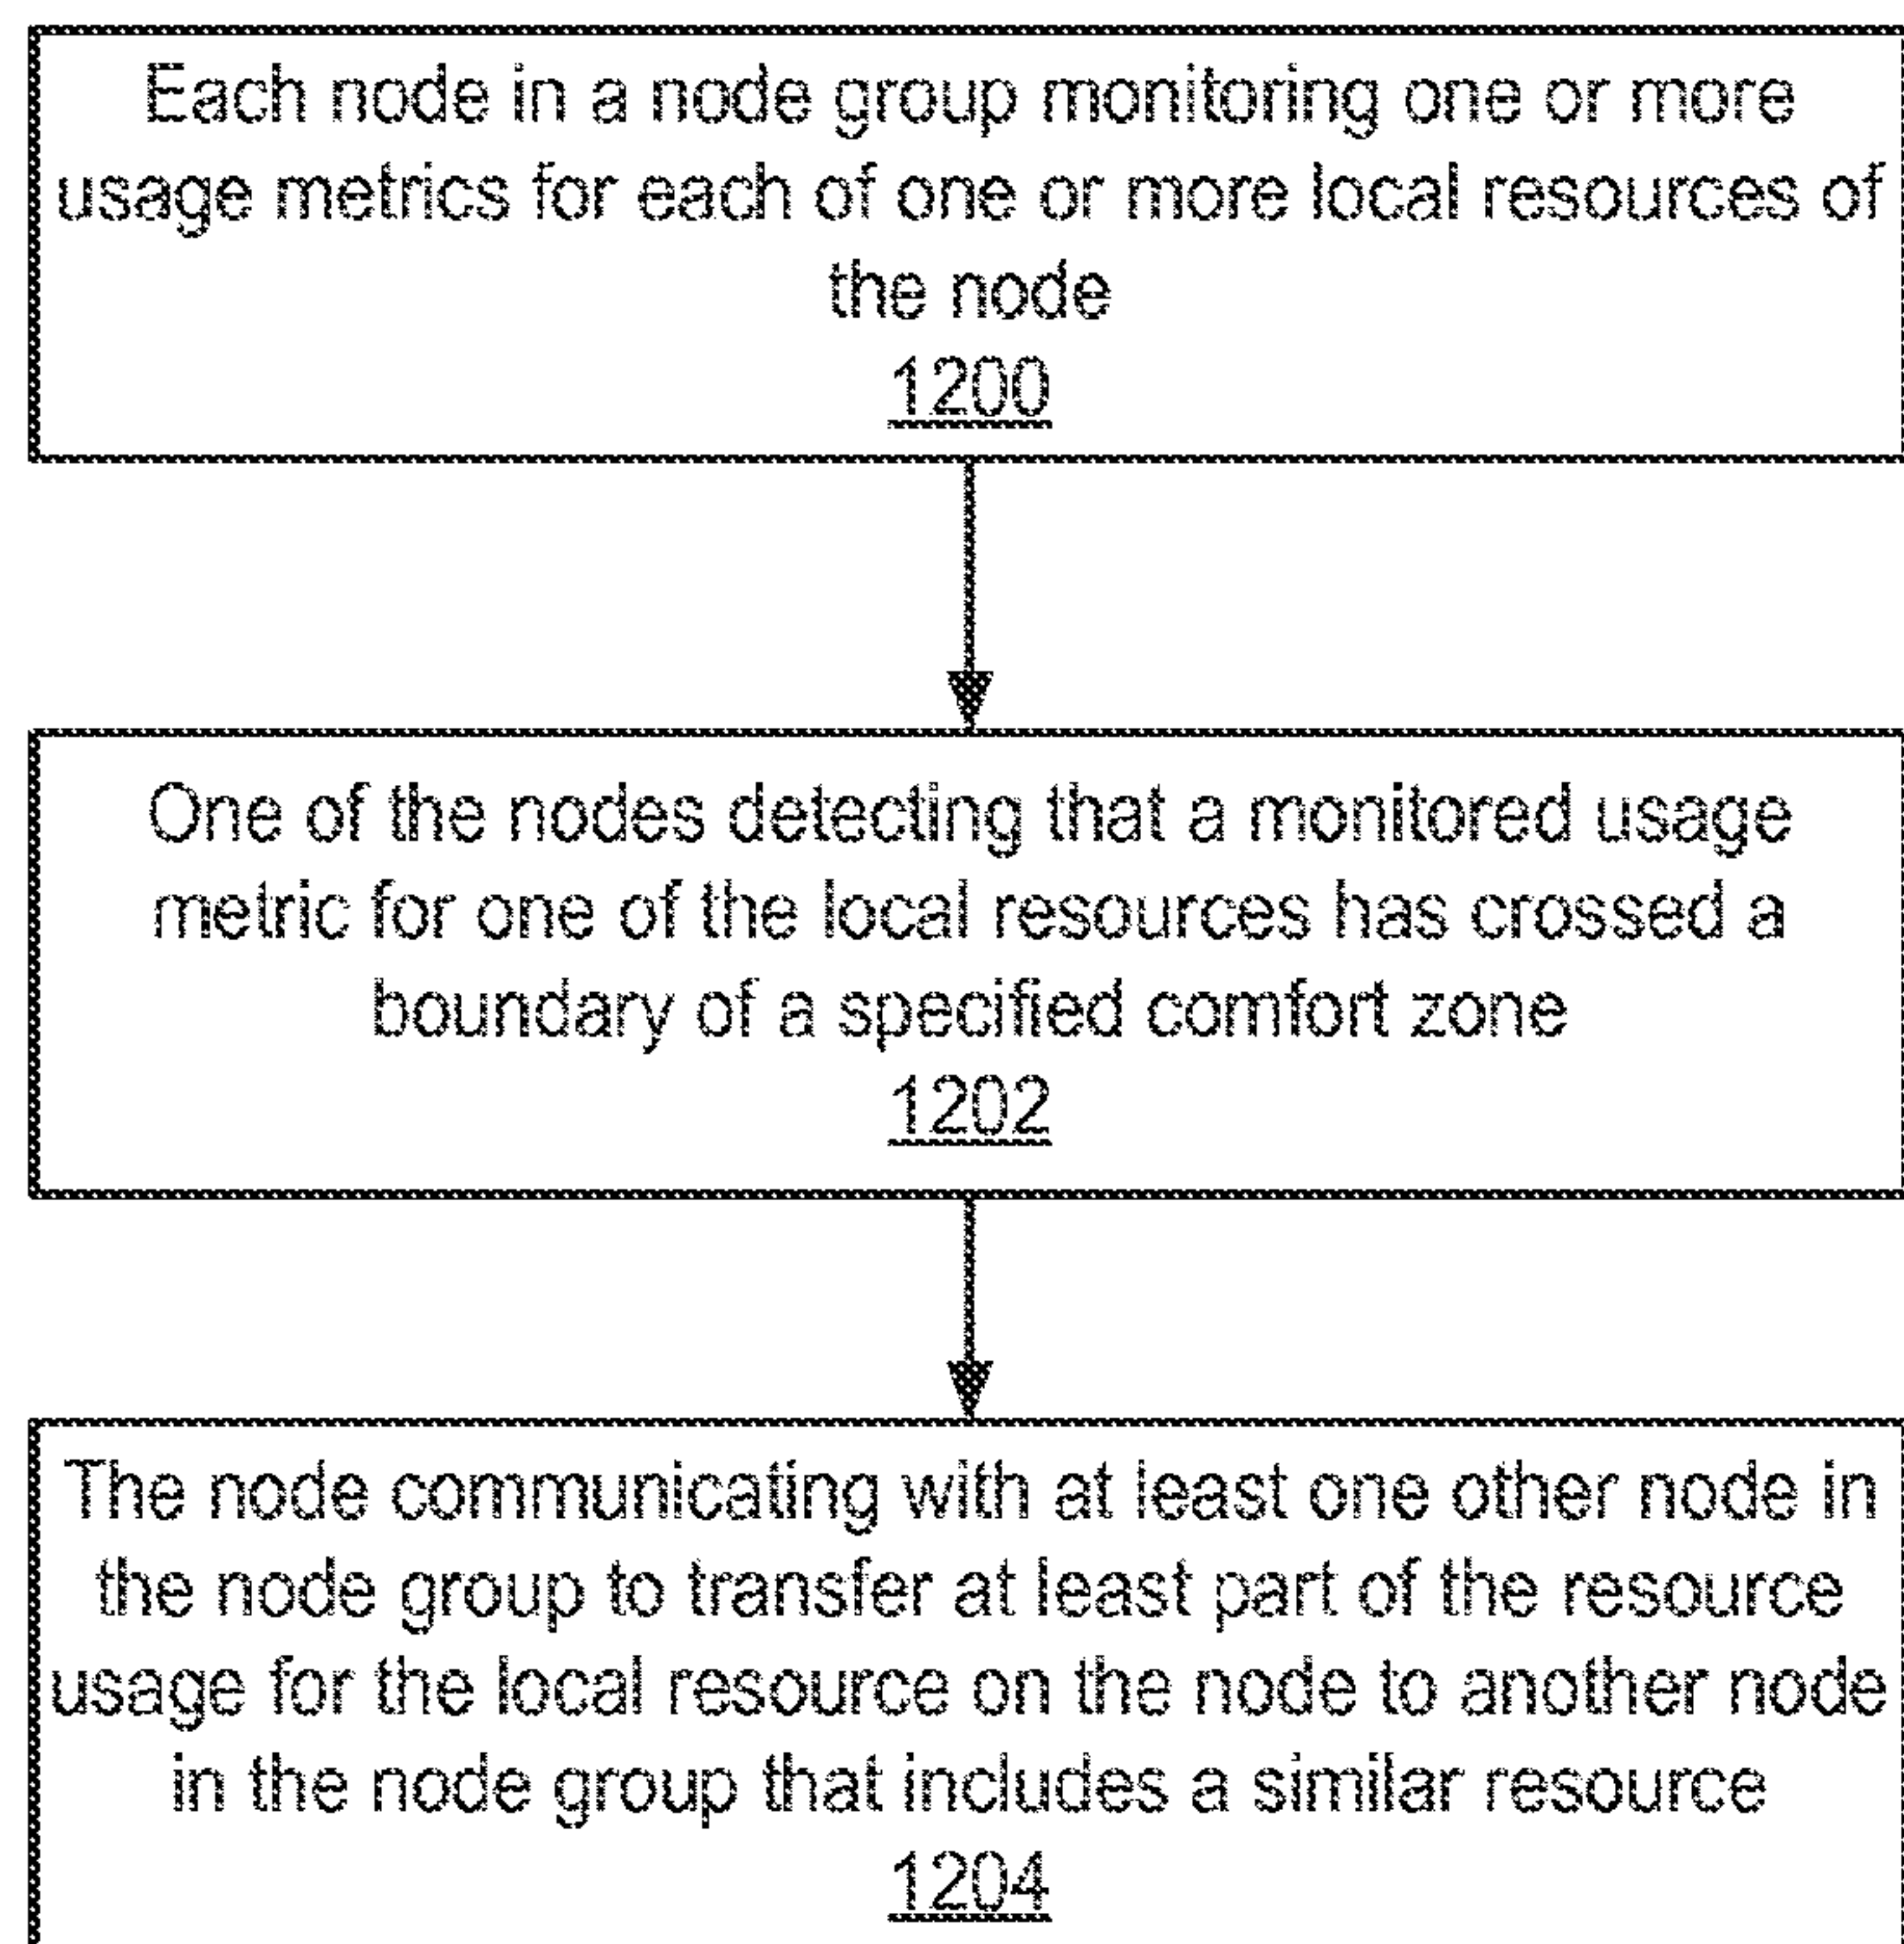 Each node in a node group monitoring one or more
usage metrics for each of one or more local resources of
the node
1200
One of the nodes detecting that a monitored usage
metric for one of the local resources has crossed a
boundary of a specified comfort zone
1202
The node communicating with at least one other node in
the node group to transfer at least part of the resource
usage for the local resource on the node to another node
in the node group that includes a similar resource
1204